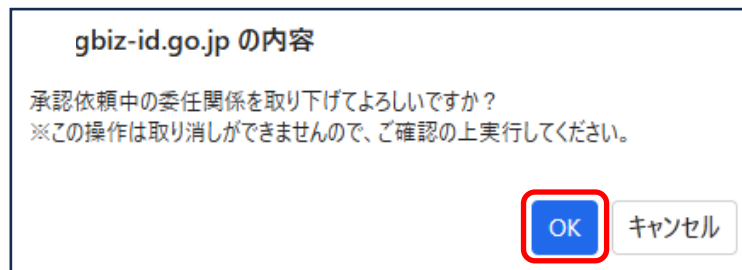 gbiz-id.go.jp の内容
承認依頼中の委任関係を取り下げてよろしいですか？
※この操作は取り消しができませんので、ご確認の上実行してください。
OK キャンセル